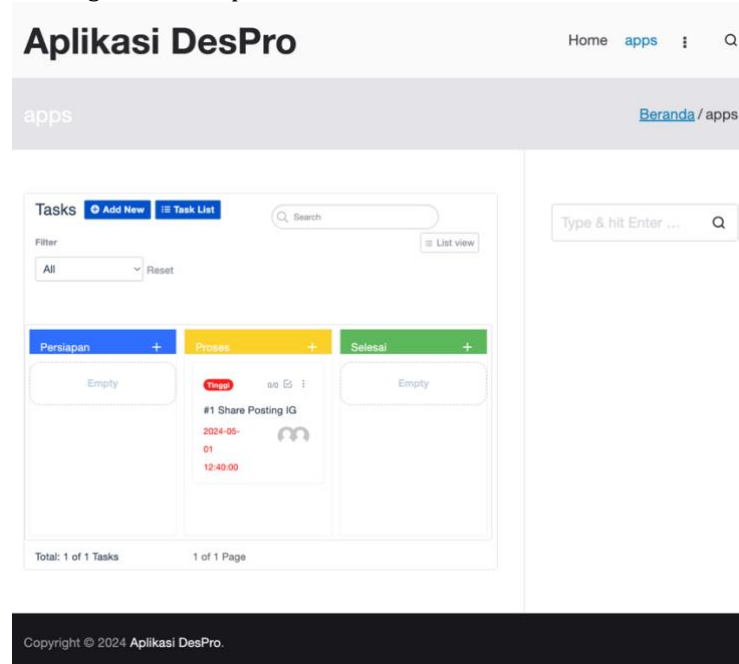 Aplikasi DesPro
Home apps
apps
Beranda / apps
Tasks Add New Task List
Search
Filter
List view
All Reset
Type & hit Enter ...
Persiapan + Proses + Selesai +
Empty
Tinggi 0/0
Empty
#1 Share Posting IG
2024-05-
01
12:40:00
Total: 1 of 1 Tasks 1 of 1 Page
Copyright © 2024 Aplikasi DesPro.